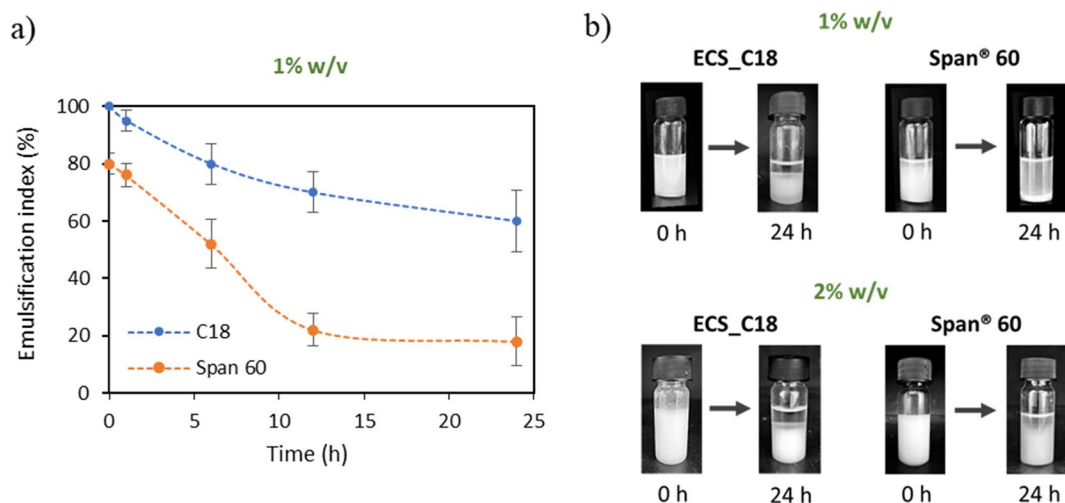 a)
1% w/v
Emulsification index (%)
100
80
60
40
20
0
C18
Span 60
0 5 10 15 20 25
Time (h)
b)
1% w/v
ECS_C18 Span® 60
0 h 24 h 0 h 24 h
2% w/v
ECS_C18 Span® 60
0 h 24 h 0 h 24 h